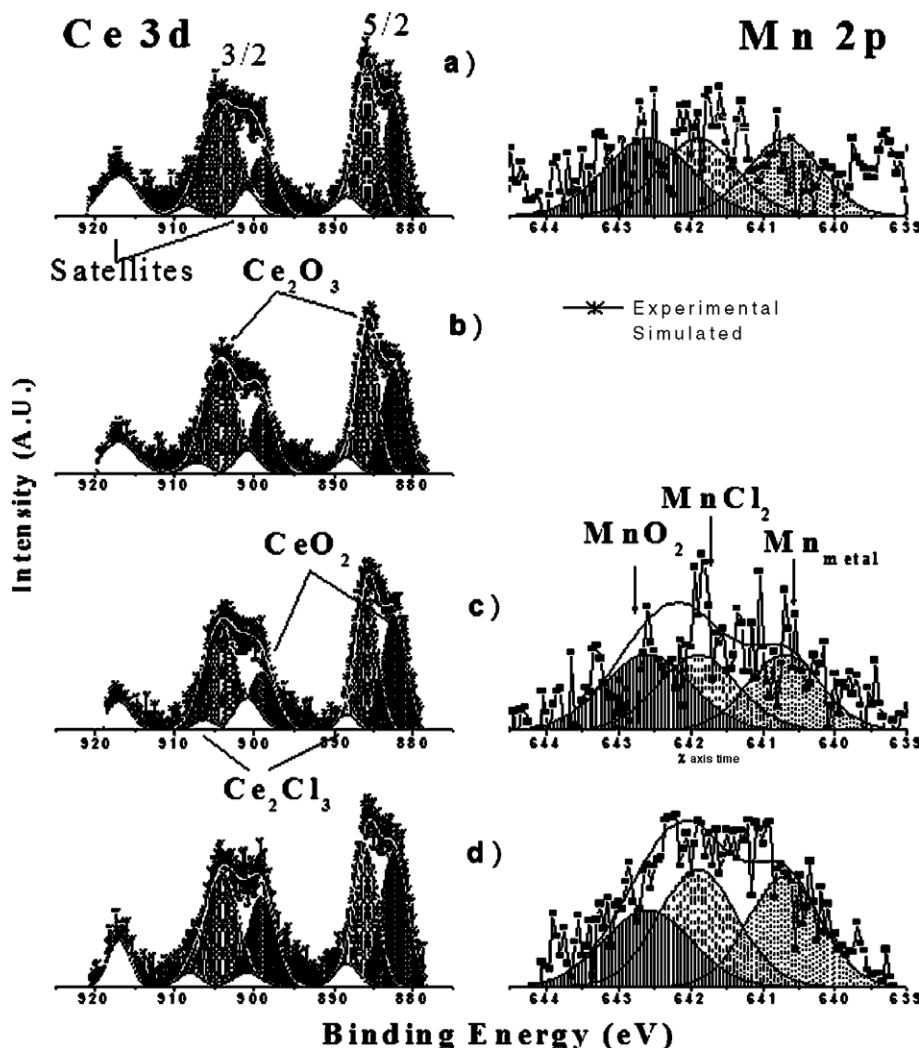 Ce 3d
Mn 2p
3/2
5/2
a)
920 910 900 890 880
644 643 642 641 640 639
Satellites
Ce₂O₃
b)
Experimental
Simulated
920 910 900 890 880
MnO₂
MnCl₂
Mn metal
CeO₂
c)
920 910 900 890 880
644 643 642 641 640 639
axis time
Ce₂Cl₃
d)
920 910 900 890 880
644 643 642 641 640 639
Intensity (A.U.)
Binding Energy (eV)